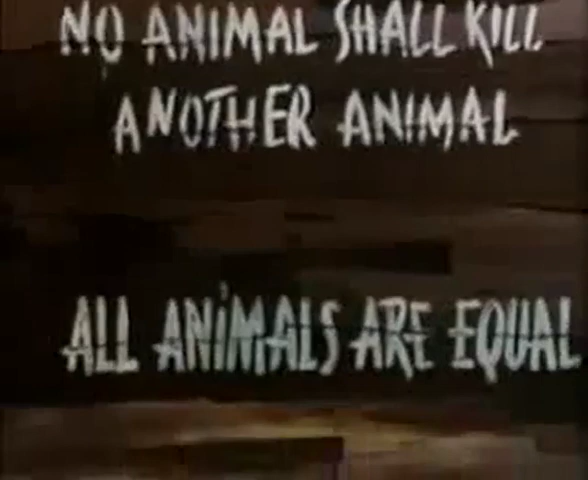 NO ANIMAL SHALL KILL
ANOTHER ANIMAL
ALL ANIMALS ARE EQUAL